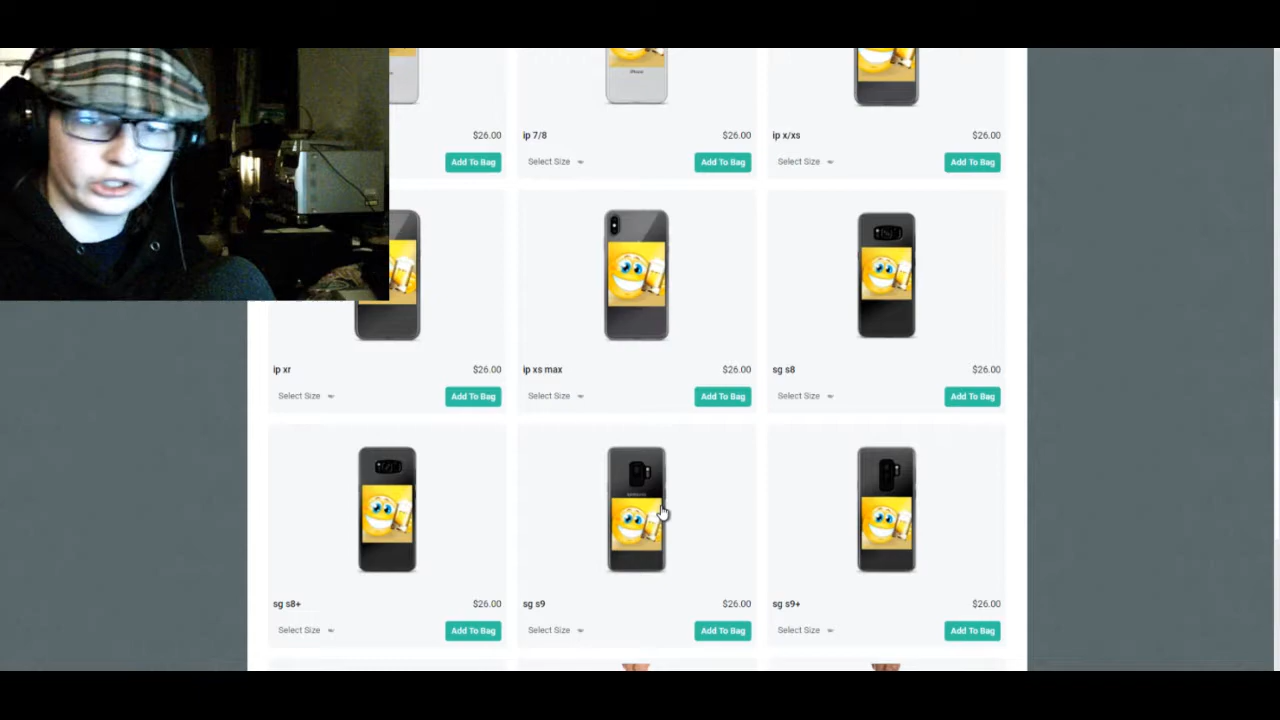 iPhone
$26.00
ip 7/8
$26.00
ip x/xs
$26.00
Add To Bag
Select Size
Add To Bag
Select Size
Add To Bag
ip xr
$26.00
ip xs max
$26.00
sg s8
$26.00
Select Size
Add To Bag
Select Size
Add To Bag
Select Size
Add To Bag
SAMSUNG
sg s8+
$26.00
sg s9
$26.00
sg s9+
$26.00
Select Size
Add To Bag
Select Size
Add To Bag
Select Size
Add To Bag